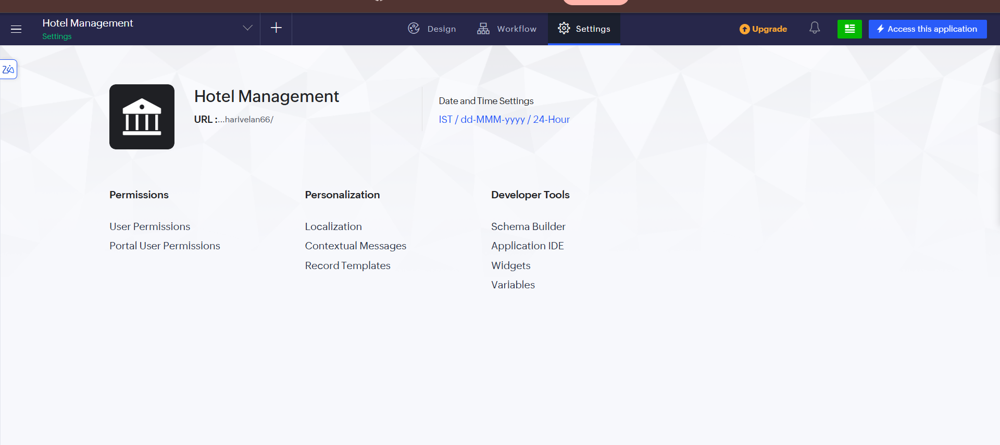 Hotel Management
Settings
Design
Workflow
Settings
Upgrade
Access this application
Hotel Management
URL :...harivelan66/
Date and Time Settings
IST / dd-MMM-yyyy / 24-Hour
Permissions
User Permissions
Portal User Permissions
Personalization
Localization
Contextual Messages
Record Templates
Developer Tools
Schema Builder
Application IDE
Widgets
Variables